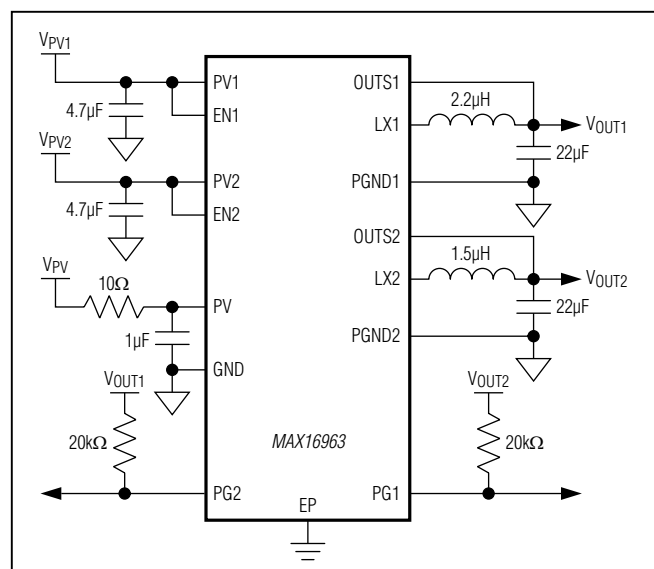 VPV1
4.7µF
PV1
EN1
VPV2
4.7µF
PV2
EN2
VPV
10Ω
PV
1µF
GND
VOUT1
20kΩ
PG2
MAX16963
EP
OUTS1
2.2µH
LX1
VOUT1
22µF
PGND1
OUTS2
1.5µH
LX2
VOUT2
22µF
PGND2
VOUT2
20kΩ
PG1